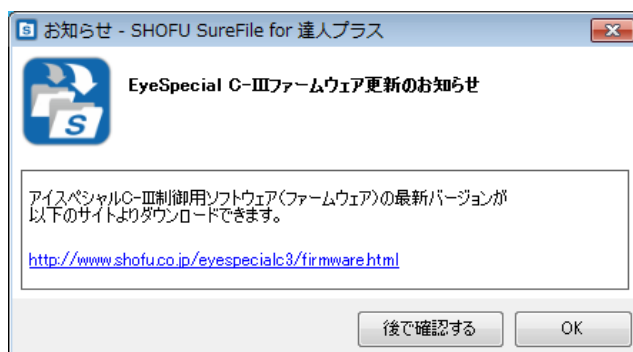 お知らせ - SHOFU SureFile for 達人プラス
EyeSpecial C-Ⅲファームウェア更新のお知らせ
S
アイスペシャルC-Ⅲ制御用ソフトウェア(ファームウェア)の最新バージョンが
以下のサイトよりダウンロードできます。
http://www.shofu.co.jp/eyespecialc3/firmware.html
後で確認する
OK